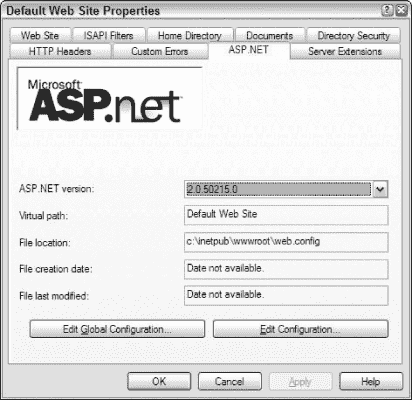 Default Web Site Properties
Web Site ISAPI Filters Home Directory Documents Directory Security
HTTP Headers Custom Errors ASP.NET Server Extensions
Microsoft
ASP.net
ASP.NET version: 2.0.50215.0
Virtual path: Default Web Site
File location: c:\inetpub\wwwroot\web.config
File creation date: Date not available.
File last modified: Date not available.
Edit Global Configuration... Edit Configuration...
OK Cancel Apply Help